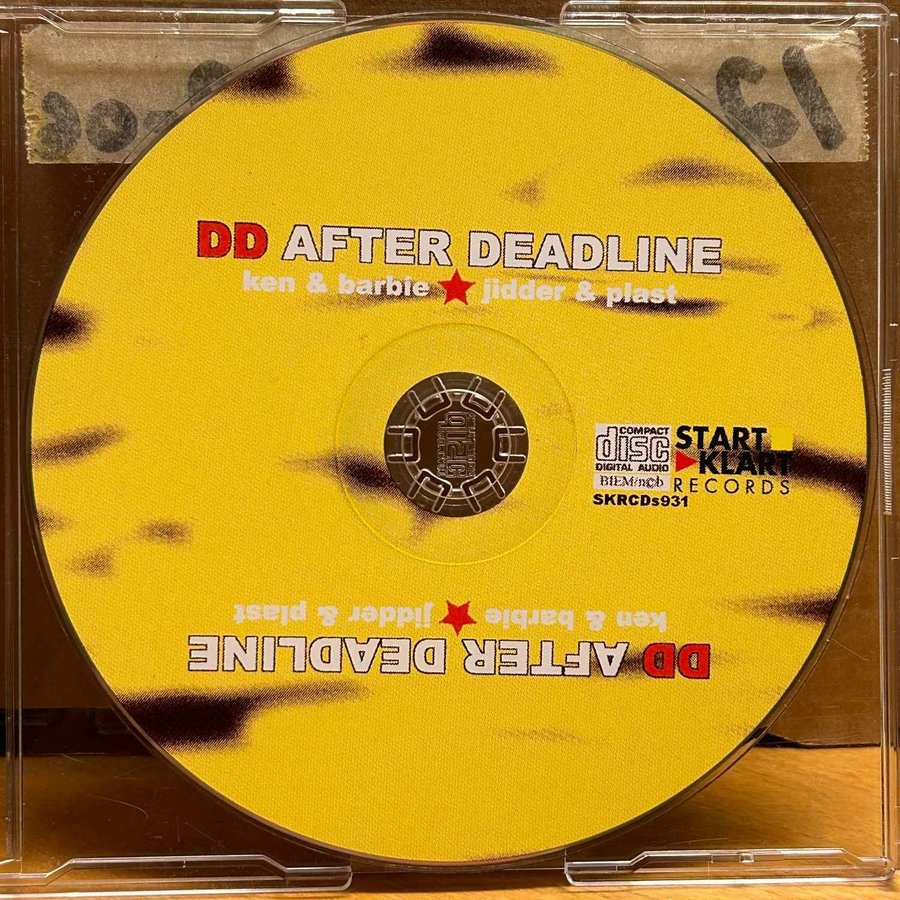 DD AFTER DEADLINE
ken & barbie ★ jidder & plast
COMPACT
disc
DIGITAL AUDIO
BIEM/n©b
SKRCDs931
START
KLART
RECORDS
ken & barbie ★ jidder & plast
DD AFTER DEADLINE